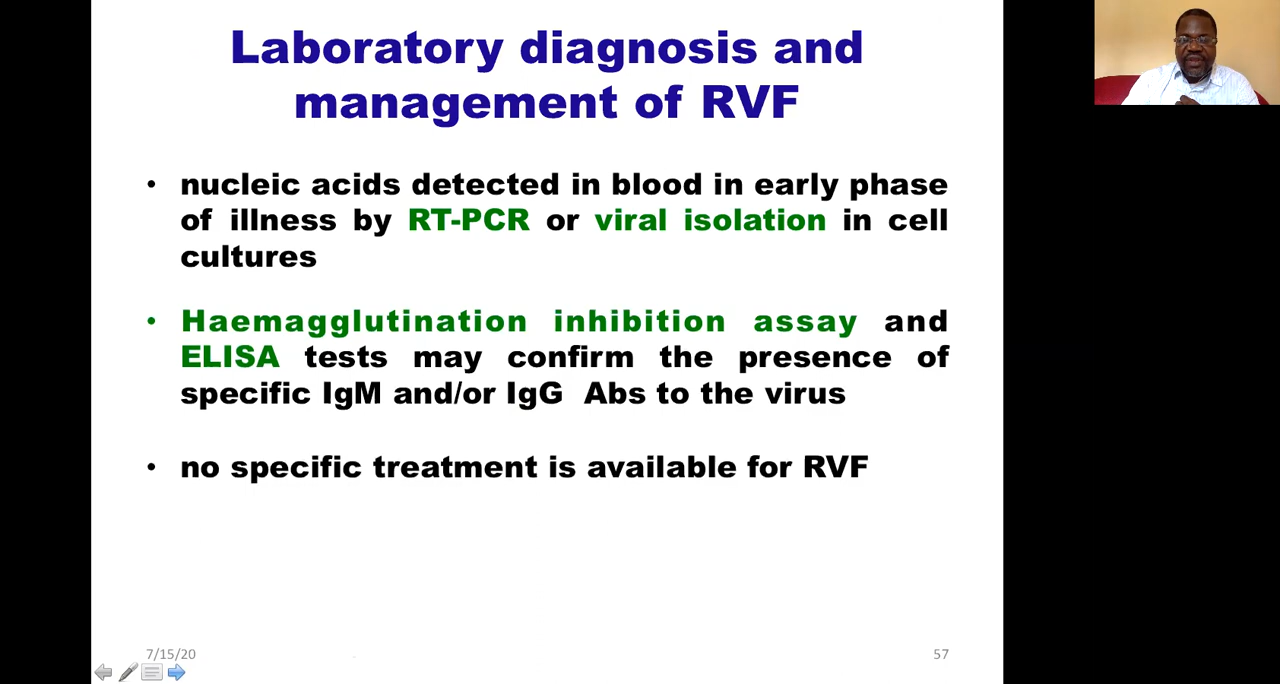 Laboratory diagnosis and
management of RVF
• nucleic acids detected in blood in early phase
of illness by RT-PCR or viral isolation in cell
cultures
• Haemagglutination inhibition assay and
ELISA tests may confirm the presence of
specific IgM and/or IgG Abs to the virus
• no specific treatment is available for RVF
7/15/20
57